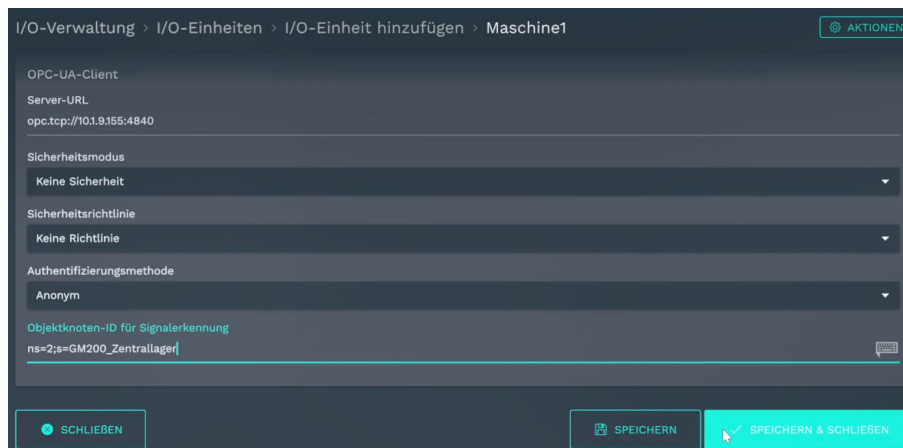 I/O-Verwaltung > I/O-Einheiten > I/O-Einheit hinzufügen > Maschine1
AKTIONEN
OPC-UA-Client
Server-URL
opc.tcp://10.1.9.155:4840
Sicherheitsmodus
Keine Sicherheit
Sicherheitsrichtlinie
Keine Richtlinie
Authentifizierungsmethode
Anonym
Objektknoten-ID für Signalerkennung
ns=2;s=GM200_Zentrallager
SCHLIEẞEN
SPEICHERN
SPEICHERN & SCHLIEẞEN